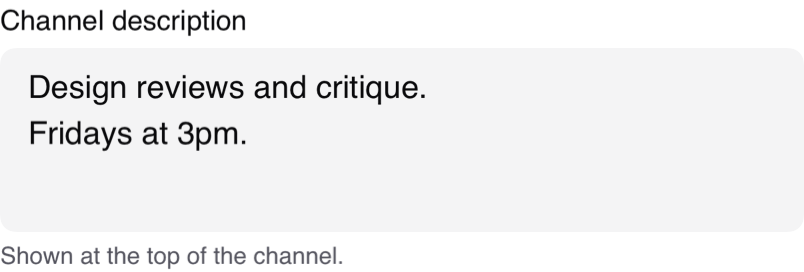 Channel description
Design reviews and critique.
Fridays at 3pm.
Shown at the top of the channel.